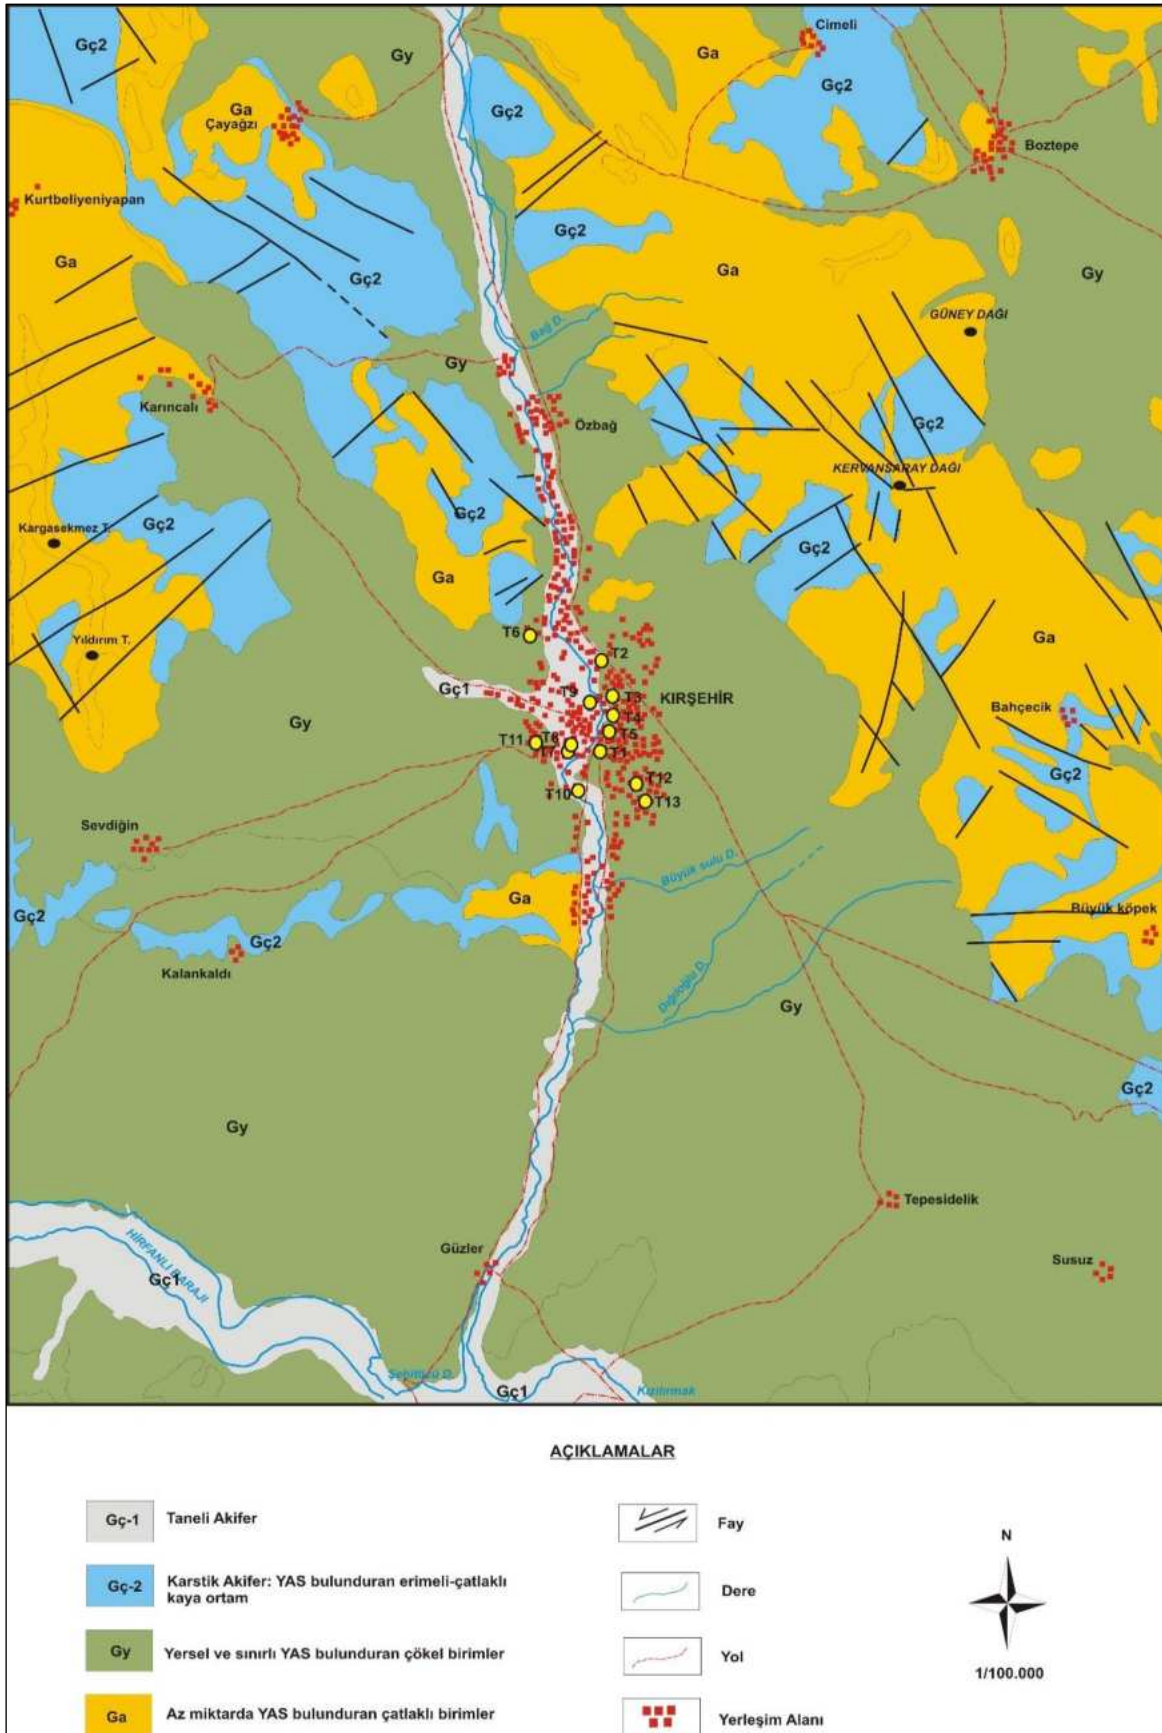 Cimeli
Gç2
Gy
Ga
Gç2
Ga
Çayağzı
Gç2
Boztepe
Kurtbeliyeniyapan
Gç2
Ga
Ga
Gy
Gç2
GÜNEY DAĞI
Bağ D.
Gy
Karıncalı
Özbağ
Gç2
KERVANSARAY DAĞI
Gç2
Kargasekmez T.
Gç2
Gç2
Ga
Ga
Yıldırım T.
T6
T2
Gç1
T9
T3
KIRŞEHİR
T4
Bahçecik
Gy
T11
T8
T5
T7
T1
Gç2
T12
T10
T13
Sevdiğin
Büyük sulu D.
Ga
Büyük köpek
Gç2
Gç2
Kalankaldı
Dığıloğlu D.
Gy
Gç2
Gy
Tepesidelik
HİRFANLI BARAJI
Güzler
Susuz
Gç1
Gç1
Kızılırmak
AÇIKLAMALAR
Gç-1 Taneli Akifer
Fay
N
Gç-2 Karstik Akifer: YAS bulunduran erimeli-çatlaklı
kaya ortam
Dere
Gy Yersel ve sınırlı YAS bulunduran çökel birimler
Yol
1/100.000
Ga Az miktarda YAS bulunduran çatlaklı birimler
Yerleşim Alanı